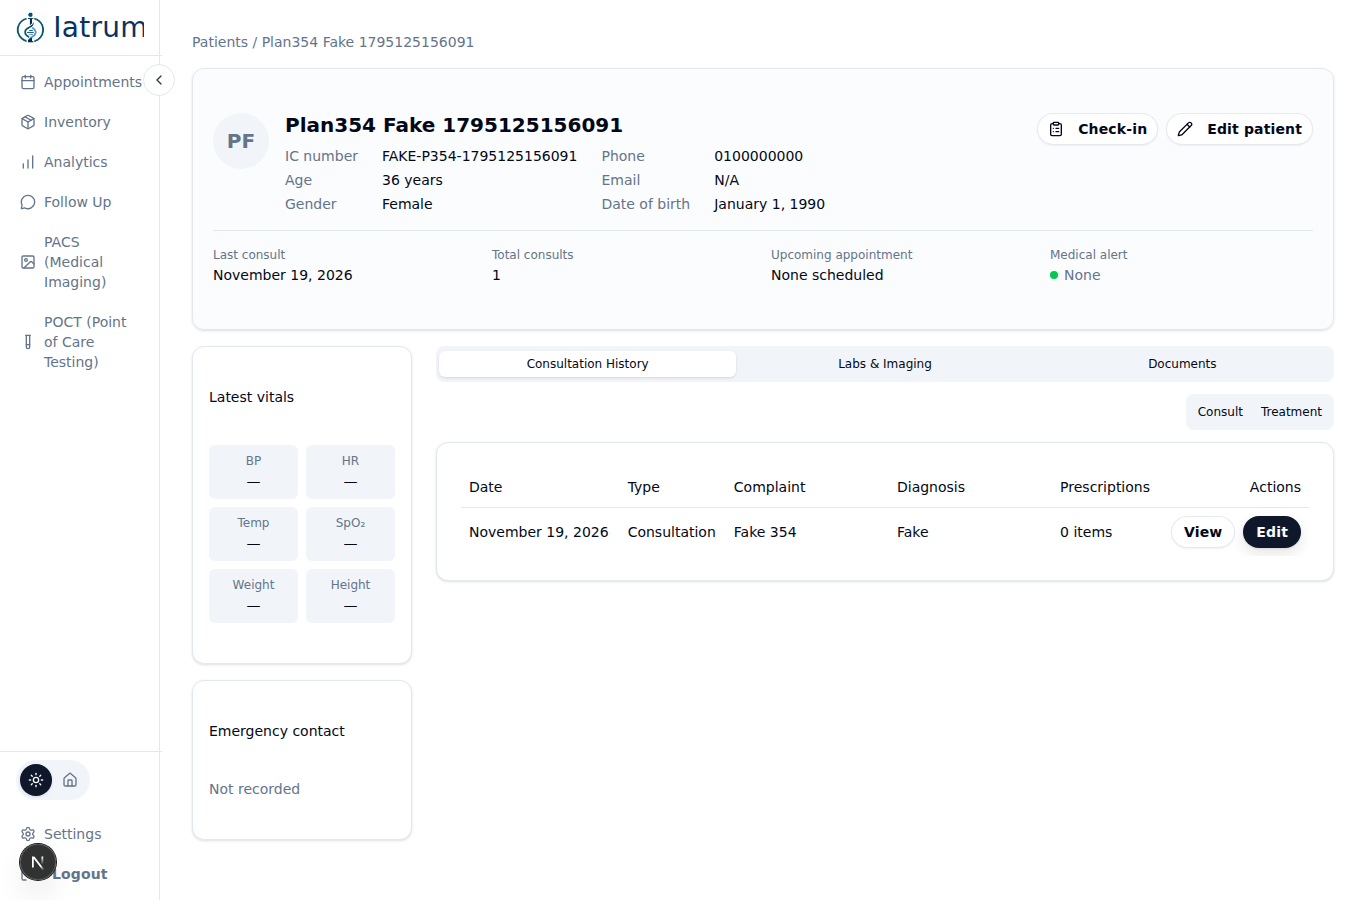 Iatrum
Appointments
Inventory
Analytics
Follow Up
PACS
(Medical
Imaging)
POCT (Point
of Care
Testing)
Settings
N
Logout
Patients / Plan354 Fake 1795125156091
PF
Plan354 Fake 1795125156091
Check-in
Edit patient
IC number FAKE-P354-1795125156091 Phone 0100000000
Age 36 years Email N/A
Gender Female Date of birth January 1, 1990
Last consult Total consults Upcoming appointment Medical alert
November 19, 2026 1 None scheduled None
Latest vitals
BP HR
— —
Temp SpO₂
— —
Weight Height
— —
Emergency contact
Not recorded
Consultation History Labs & Imaging Documents
Consult Treatment
Date Type Complaint Diagnosis Prescriptions Actions
November 19, 2026 Consultation Fake 354 Fake 0 items View Edit